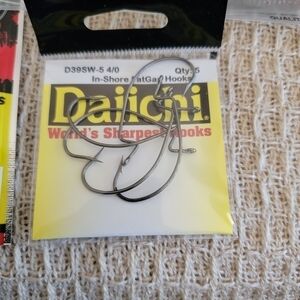 D39SW-5 4/0 Qty: 5
In-Shore FatGap Hooks
Daiichi
World's Sharpest Hooks